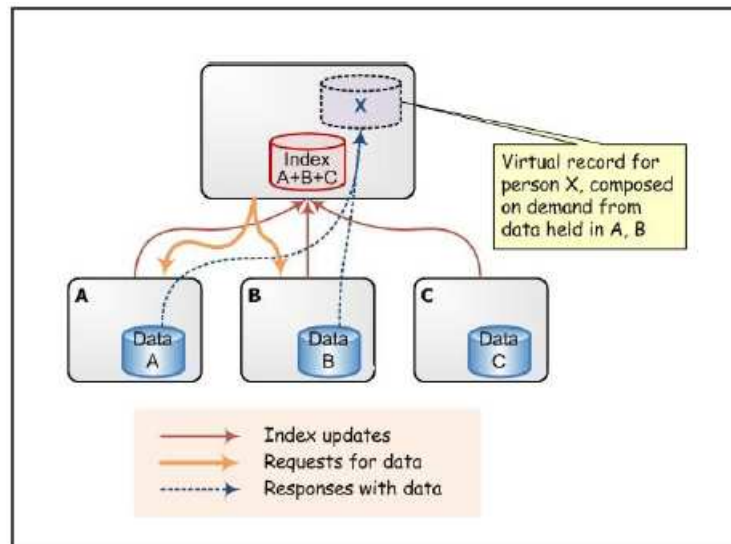 X
Index
A+B+C
Virtual record for
person X, composed
on demand from
data held in A, B
A
B
C
Data
A
Data
B
Data
C
Index updates
Requests for data
Responses with data